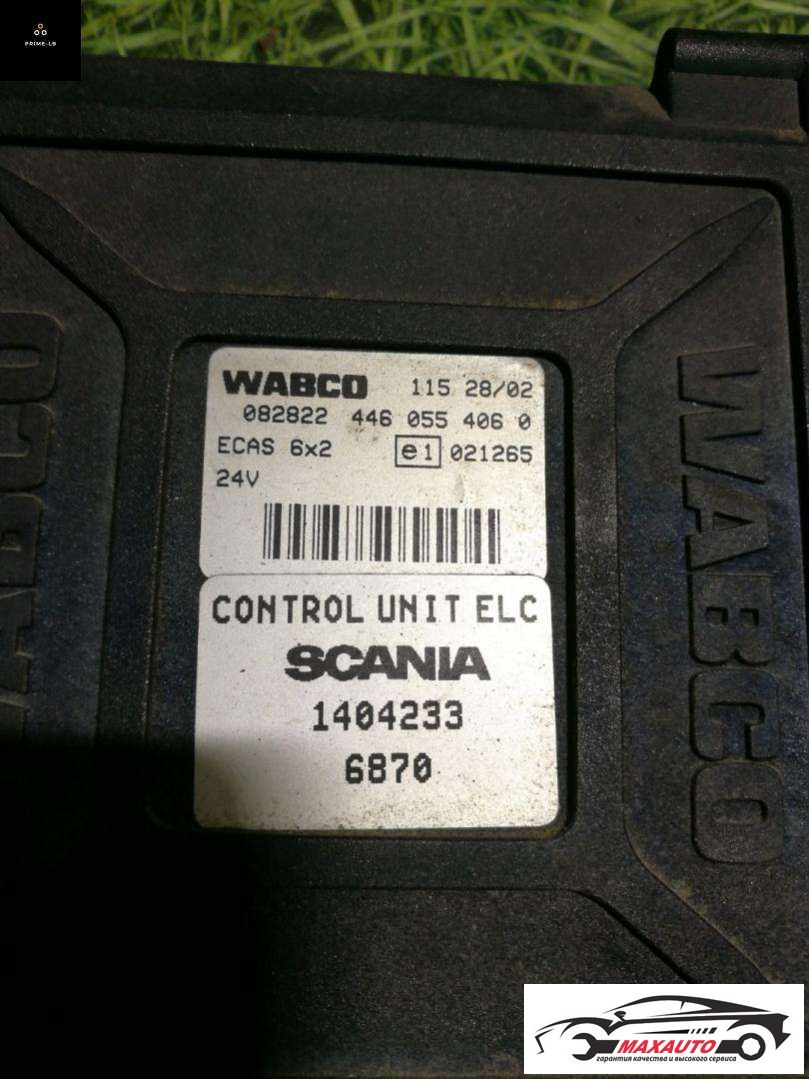 PRIME-LB
WABCO 115 28/02
082822 446 055 406 0
ECAS 6x2 e1 021265
24V
CONTROL UNIT ELC
SCANIA
1404233
6870
WABCO
WABCO
MAXAUTO
гарантия качества и высокого сервиса